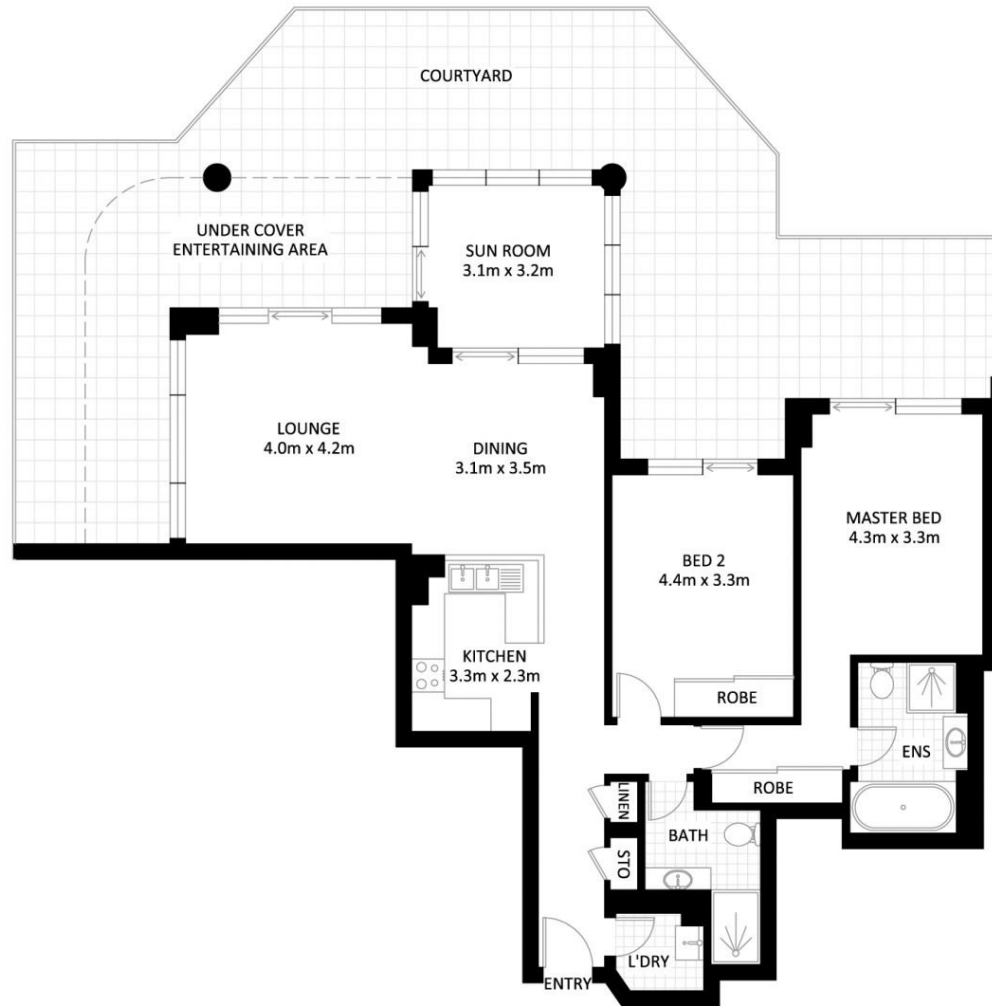 COURTYARD
UNDER COVER
ENTERTAINING AREA
SUN ROOM
3.1m x 3.2m
LOUNGE
4.0m x 4.2m
DINING
3.1m x 3.5m
MASTER BED
4.3m x 3.3m
BED 2
4.4m x 3.3m
KITCHEN
3.3m x 2.3m
ROBE
ENS
ROBE
LINEN
BATH
STO
L'DRY
ENTRY